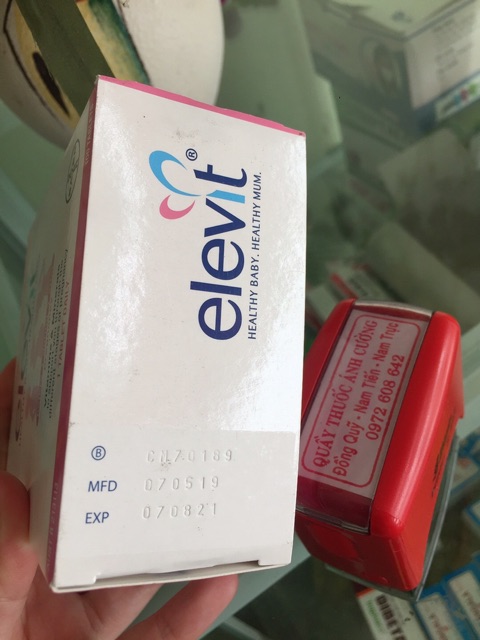 elevit®
HEALTHY BABY. HEALTHY MUM.
Ⓑ CU70189
MFD 070519
EXP 070821
QUẦY THUỐC ÁNH CƯỜNG
Đồng Quỹ - Nam Tiến - Nam Trực
0972 608 642